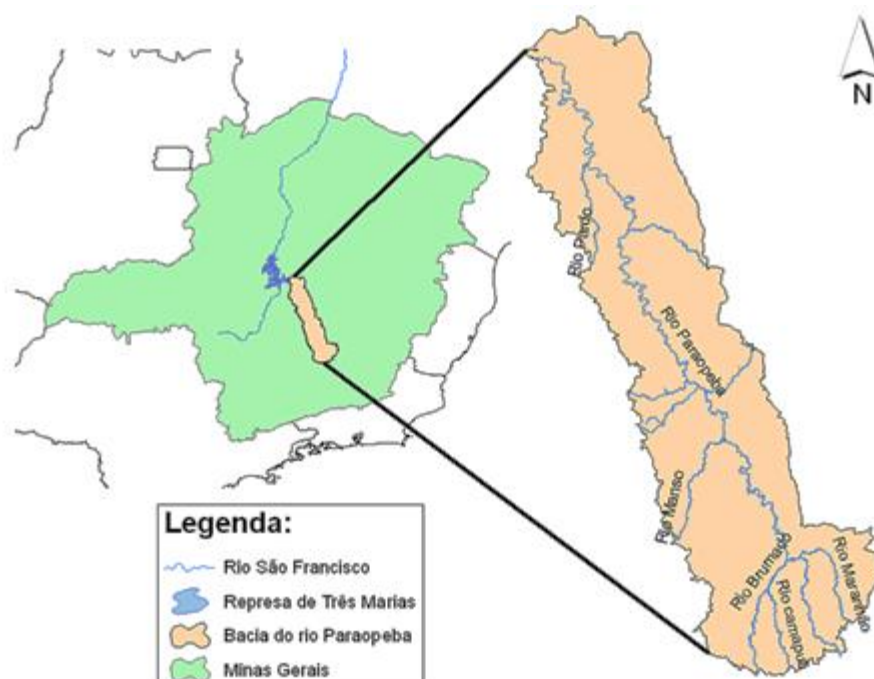 N
Rio Pardo
Rio Paraopeba
Rio Manso
Rio Brumado
Rio camapuã
Rio Maranhão
Legenda:
Rio São Francisco
Represa de Três Marias
Bacia do rio Paraopeba
Minas Gerais